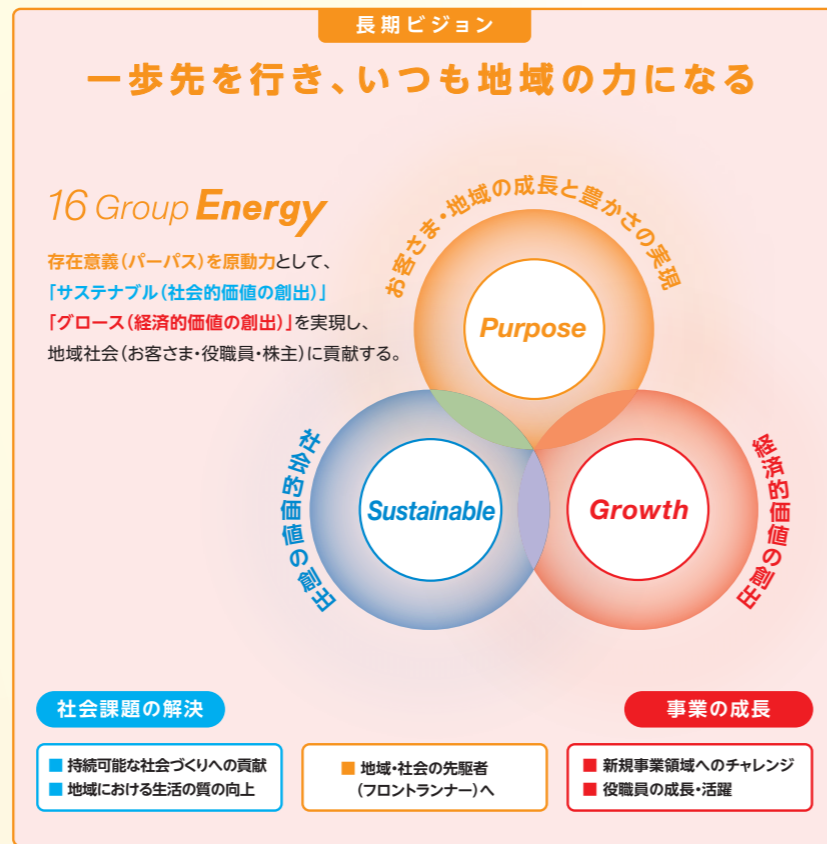 長期ビジョン
一歩先を行き、いつも地域の力になる
16 Group Energy
存在意義(パーパス)を原動力として、
「サステナブル(社会的価値の創出)」
「グロース(経済的価値の創出)」を実現し、
地域社会(お客さま・役職員・株主)に貢献する。
お客さま・地域の成長と豊かさの実現
Purpose
社会的価値の創出
Sustainable
Growth
経済的価値の創出
社会課題の解決
■ 持続可能な社会づくりへの貢献
■ 地域における生活の質の向上
■ 地域・社会の先駆者
(フロントランナー)へ
事業の成長
■ 新規事業領域へのチャレンジ
■ 役職員の成長・活躍